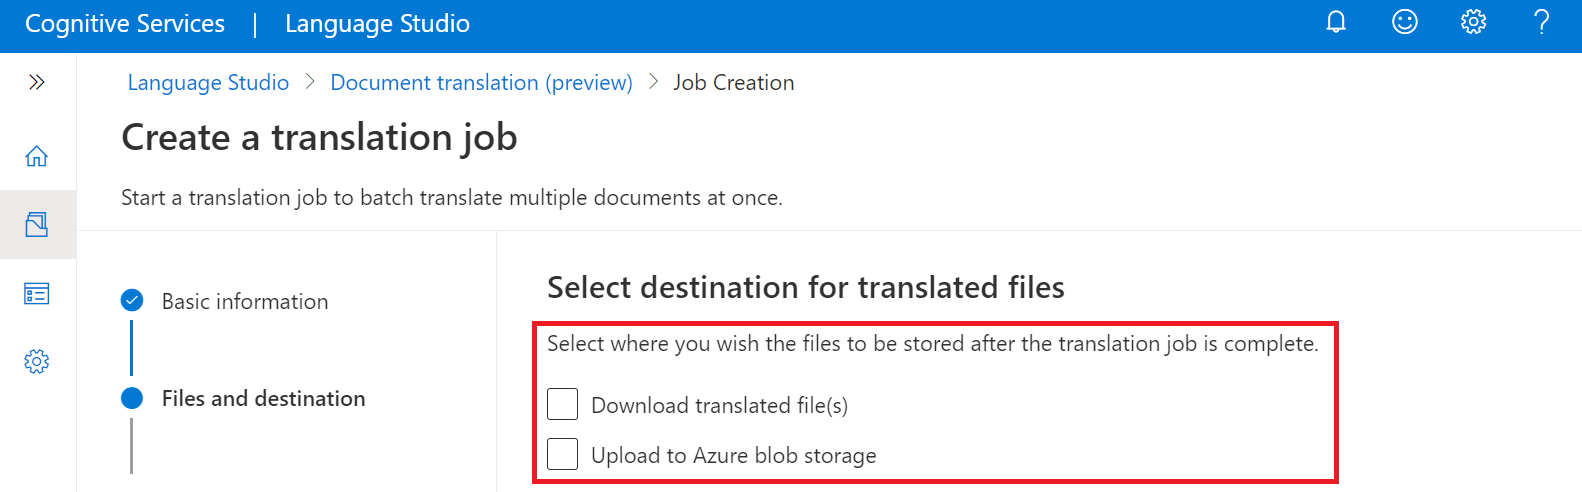 Cognitive Services | Language Studio
Language Studio > Document translation (preview) > Job Creation
Create a translation job
Start a translation job to batch translate multiple documents at once.
Basic information
Files and destination
Select destination for translated files
Select where you wish the files to be stored after the translation job is complete.
Download translated file(s)
Upload to Azure blob storage